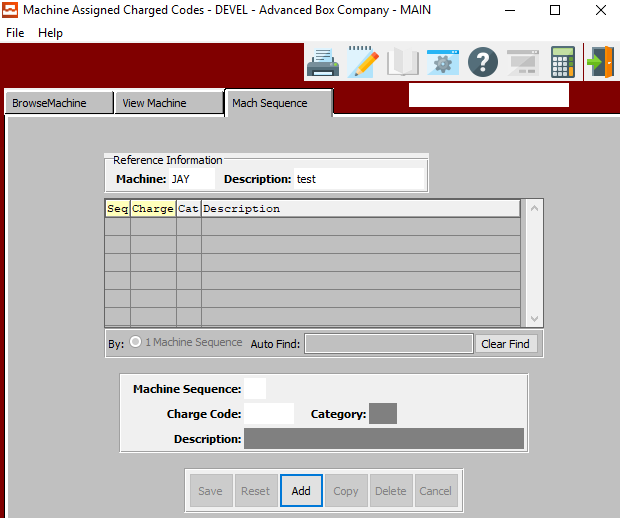 Machine Assigned Charged Codes - DEVEL - Advanced Box Company - MAIN
File Help
BrowseMachine View Machine Mach Sequence
Reference Information
Machine: JAY Description: test
Seq Charge Cat Description
By: 1 Machine Sequence Auto Find: Clear Find
Machine Sequence:
Charge Code: Category:
Description:
Save Reset Add Copy Delete Cancel